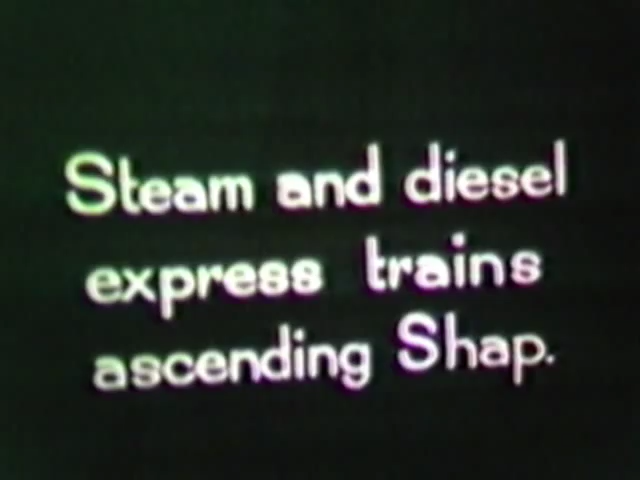 Steam and diesel
express trains
ascending Shap.